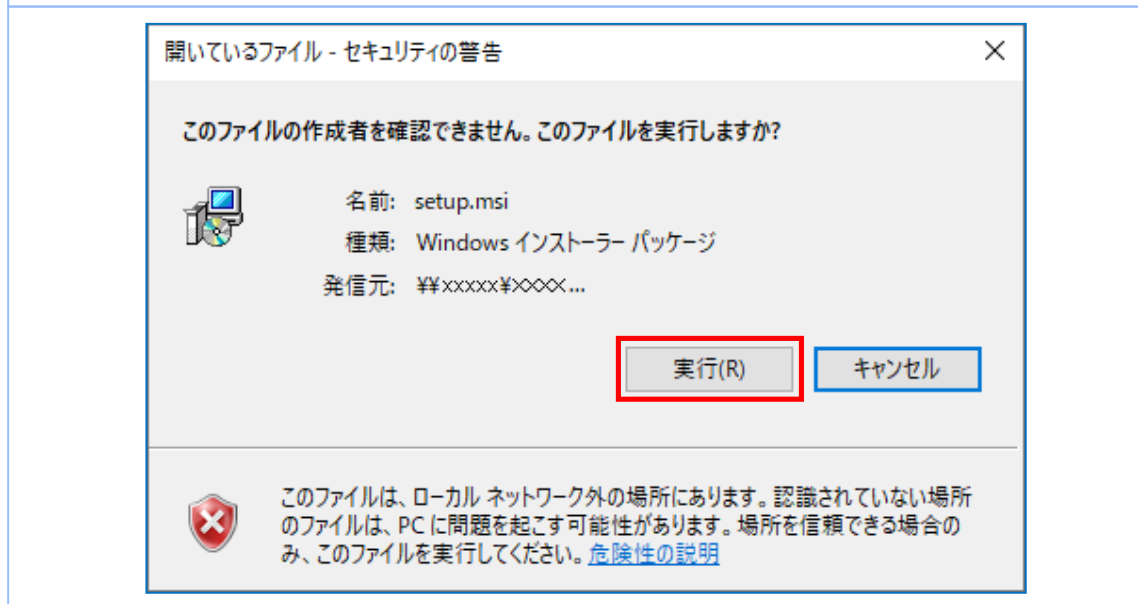 開いているファイル - セキュリティの警告
このファイルの作成者を確認できません。このファイルを実行しますか?
名前: setup.msi
種類: Windows インストーラー パッケージ
発信元: ¥¥xxxxx¥xxxx...
実行(R) キャンセル
このファイルは、ローカル ネットワーク外の場所にあります。認識されていない場所
のファイルは、PC に問題を起こす可能性があります。場所を信頼できる場合の
み、このファイルを実行してください。危険性の説明